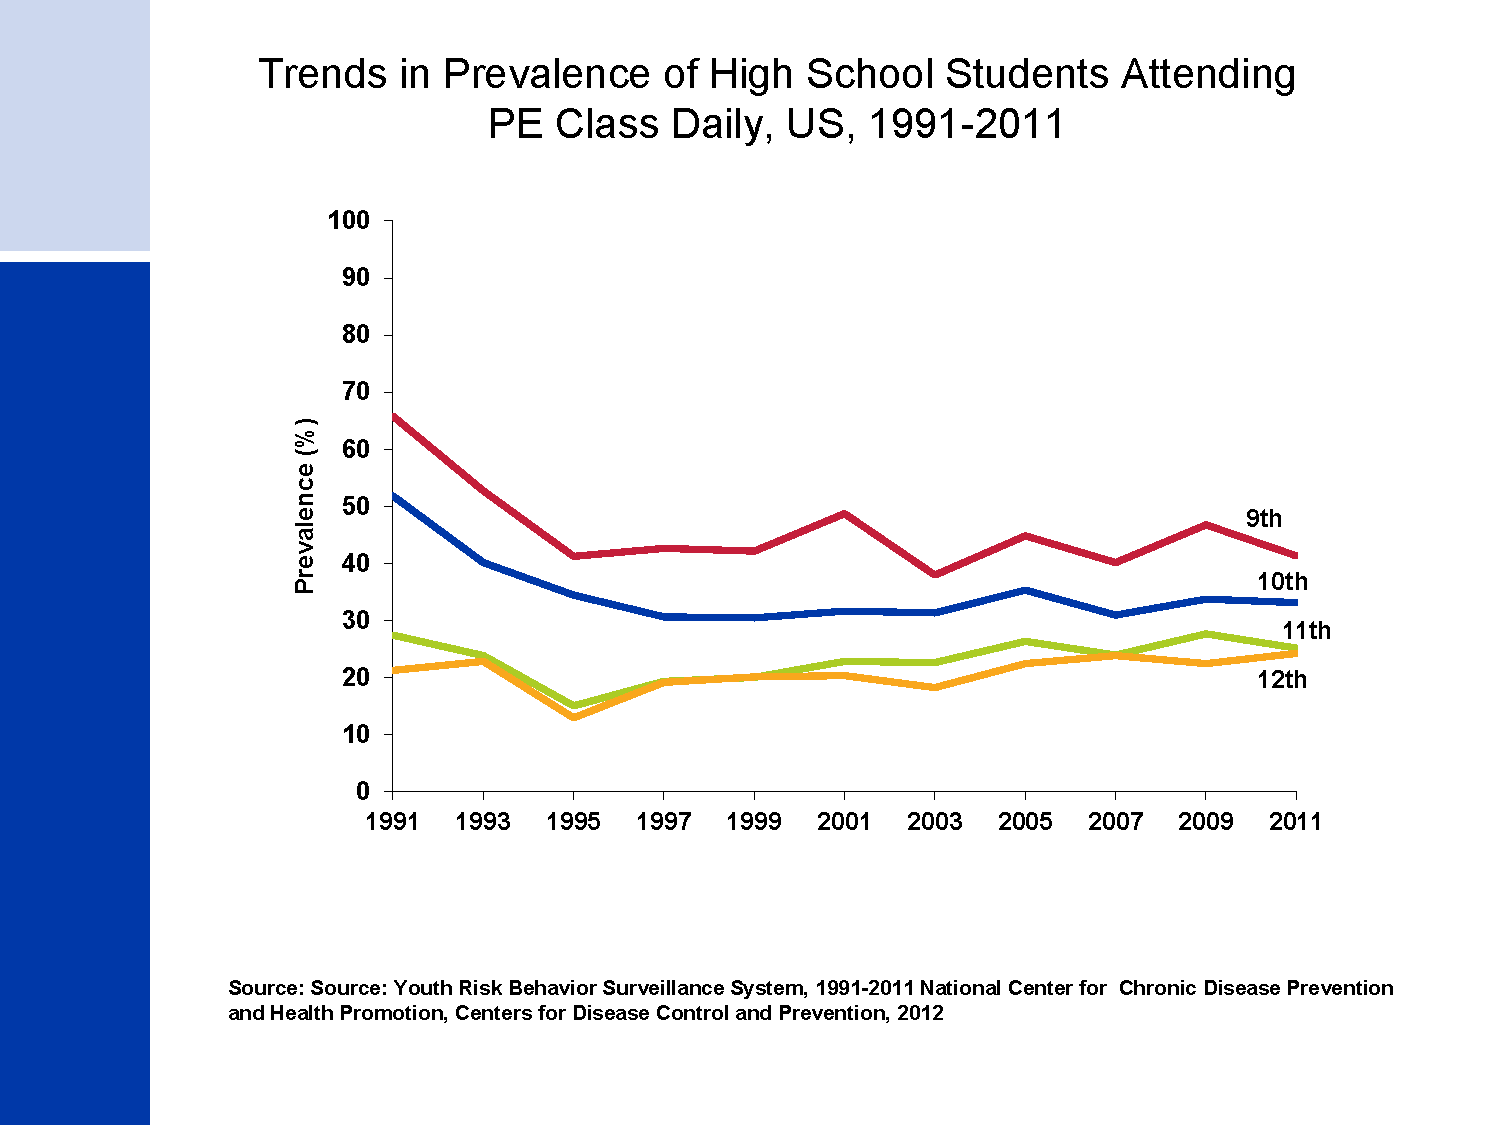 Trends in Prevalence of High School Students Attending
PE Class Daily, US, 1991-2011
100
90
80
70
60
50
40
30
20
10
0
Prevalence (%)
9th
10th
11th
12th
1991 1993 1995 1997 1999 2001 2003 2005 2007 2009 2011
Source: Source: Youth Risk Behavior Surveillance System, 1991-2011 National Center for Chronic Disease Prevention
and Health Promotion, Centers for Disease Control and Prevention, 2012